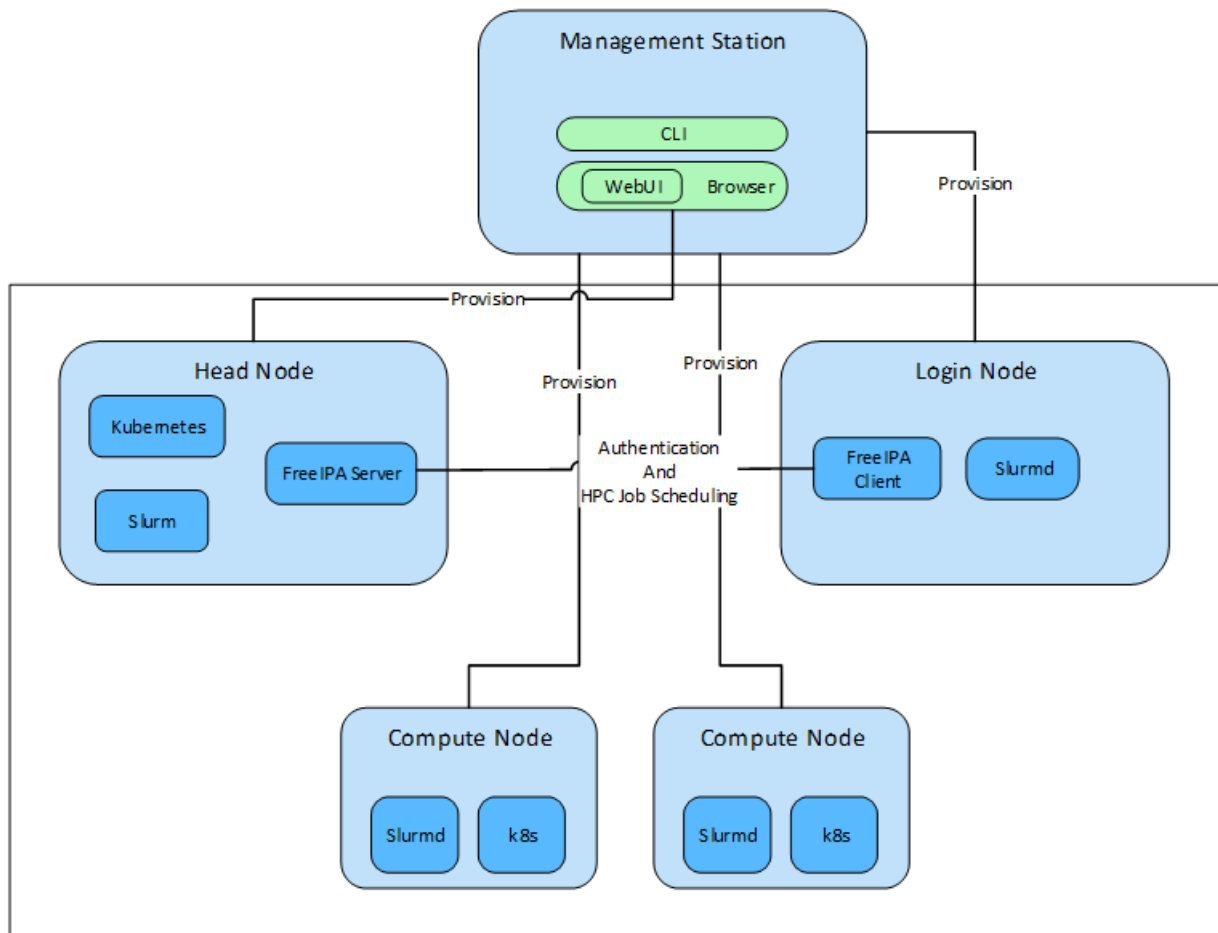 Management Station
CLI
WebUI
Browser
Provision
Provision
Provision
Provision
Head Node
Kubernetes
FreeIPA Server
Slurm
Authentication
And
HPC Job Scheduling
Login Node
FreeIPA
Client
Slurmd
Compute Node
Slurmd
k8s
Compute Node
Slurmd
k8s